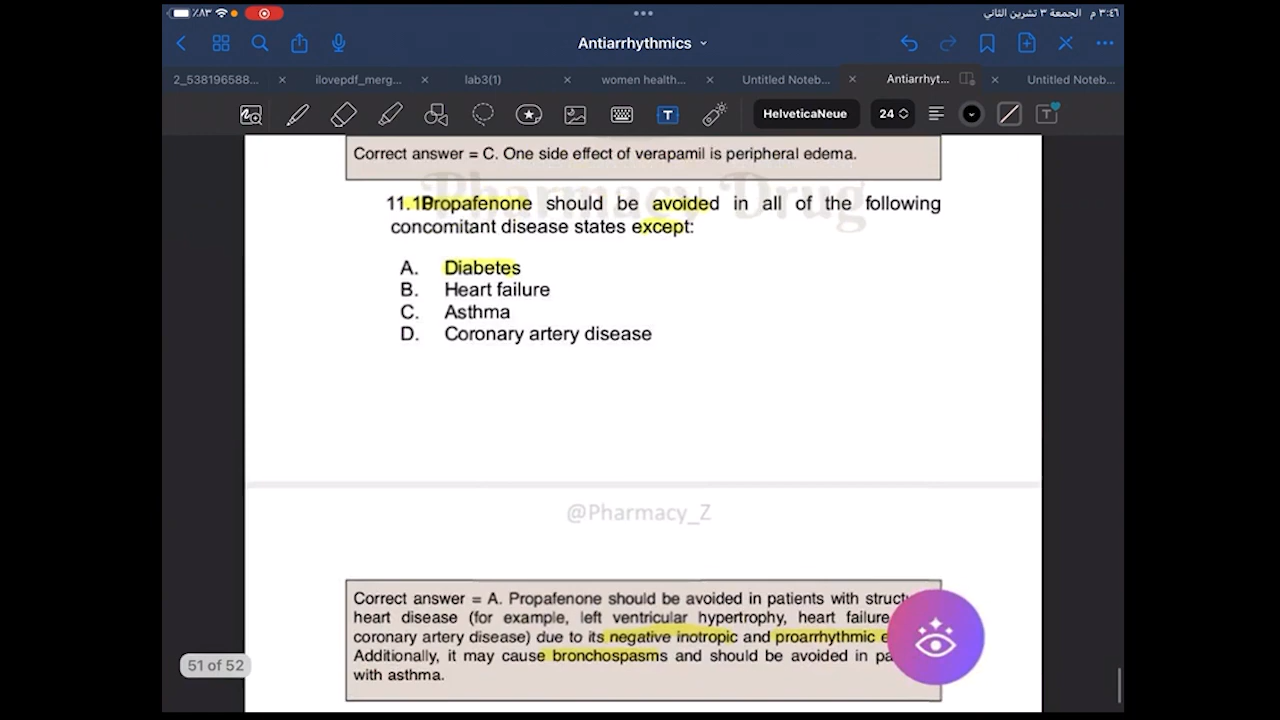 ٪٨٣
٣:٤٦ م الجمعة ٣ تشرين الثاني
Antiarrhythmics
2_538196588...
ilovepdf_merg...
lab3(1)
women health...
Untitled Noteb...
Antiarrhyt...
Untitled Noteb...
HelveticaNeue
24
Correct answer = C. One side effect of verapamil is peripheral edema.
Pharmacy Drug
Propafenone should be avoided in all of the following
concomitant disease states except:
A. Diabetes
B. Heart failure
C. Asthma
D. Coronary artery disease
@Pharmacy_Z
Correct answer = A. Propafenone should be avoided in patients with
heart disease (for example, left ventricular hypertrophy, heart failure
coronary artery disease) due to its negative inotropic and proarrhythmic
Additionally, it may cause bronchospasms and should be avoided in
with asthma.
51 of 52